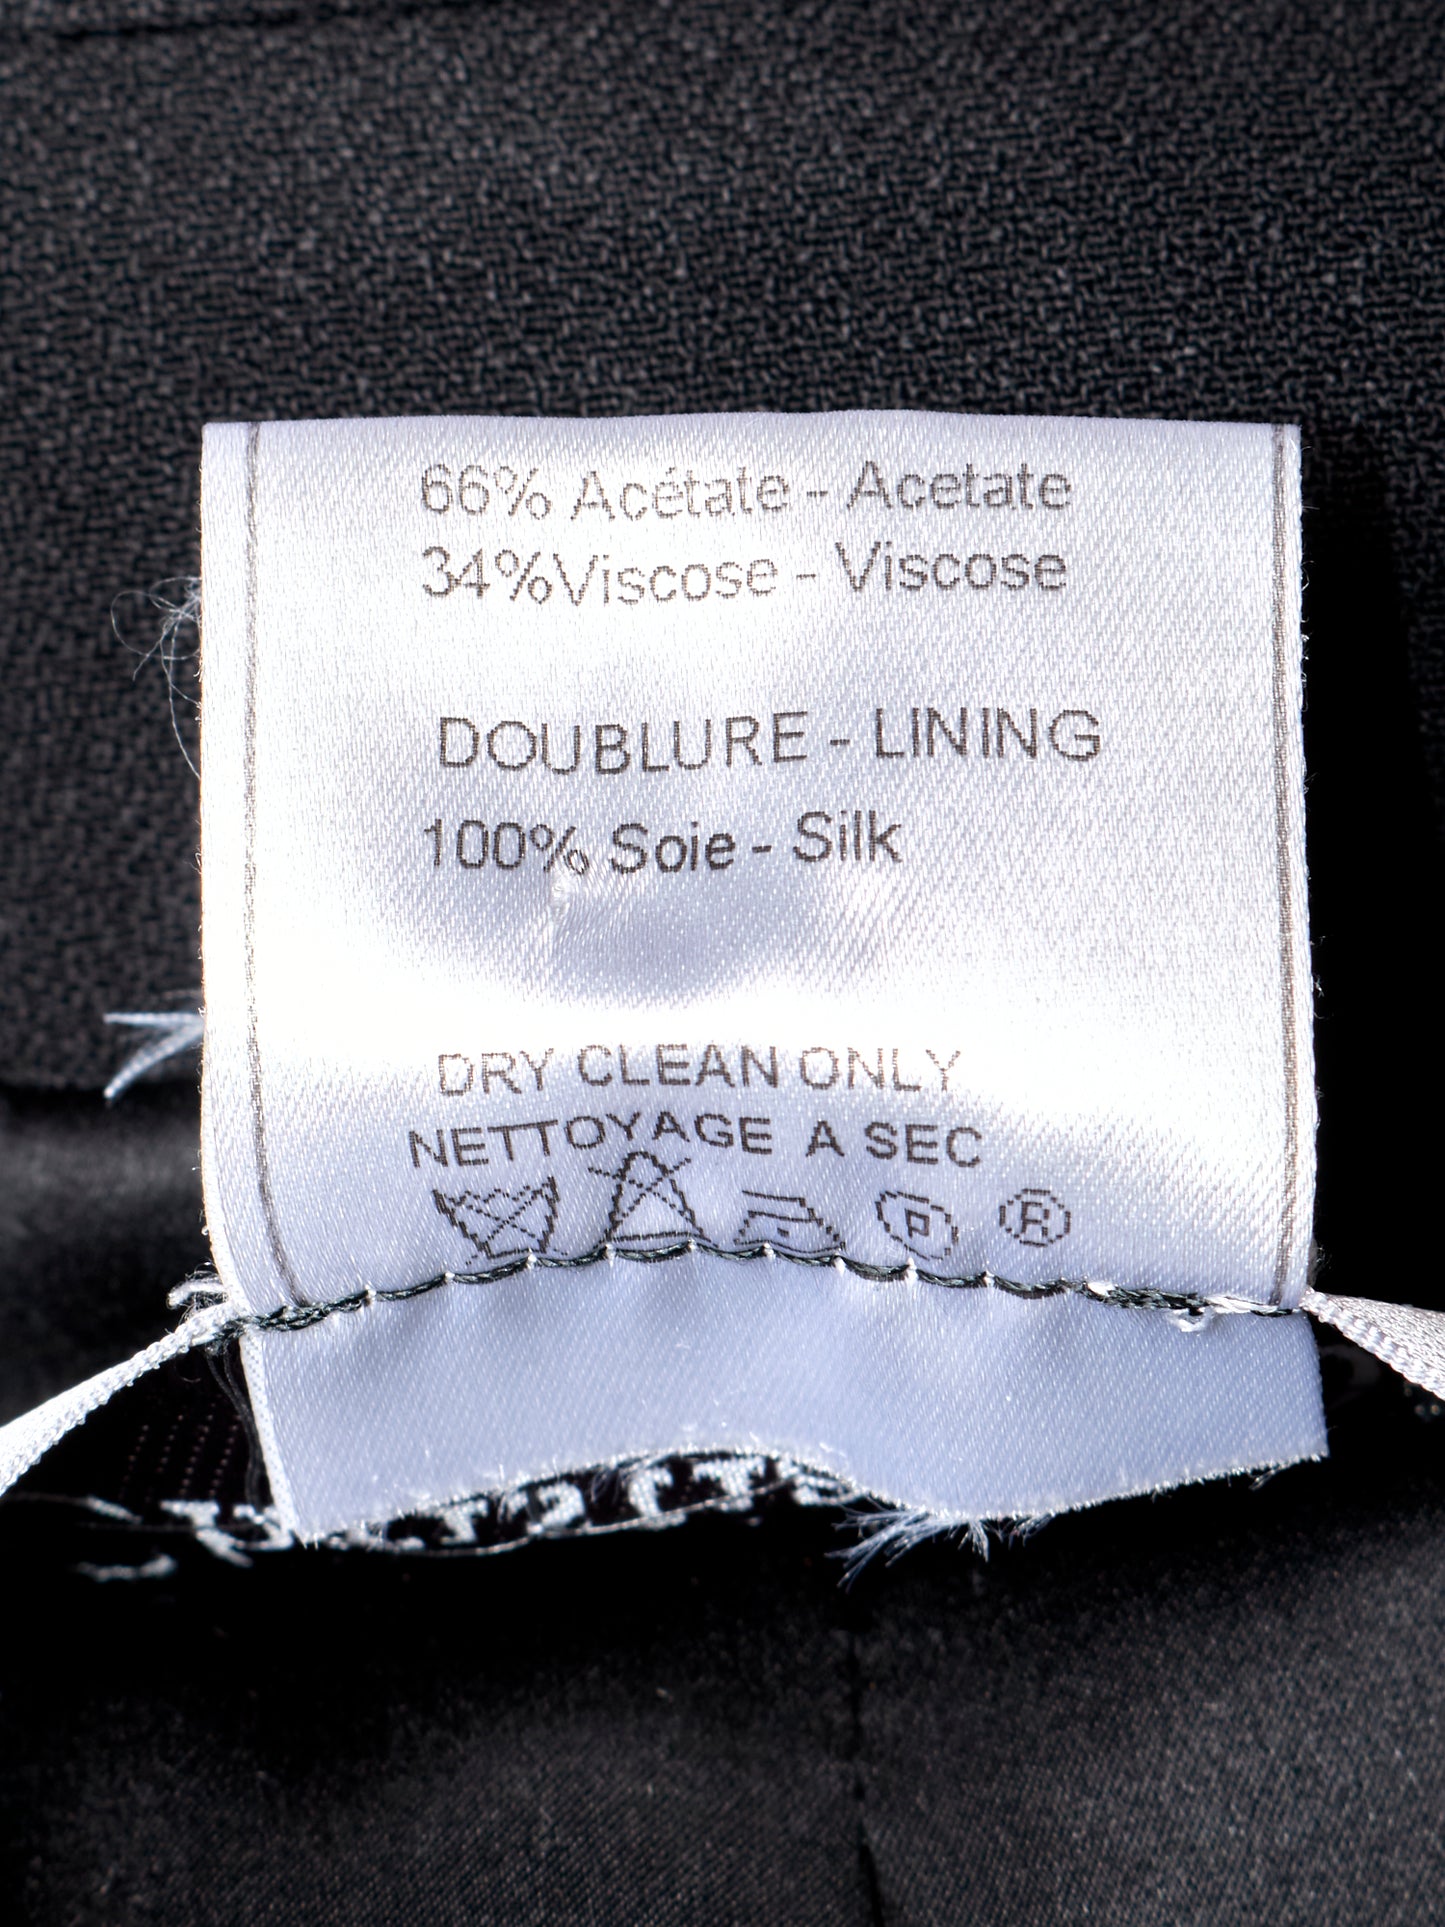 66% Acétate - Acetate
34%Viscose - Viscose
DOUBLURE - LINING
100% Soie - Silk
DRY CLEAN ONLY
NETTOYAGE A SEC
P R